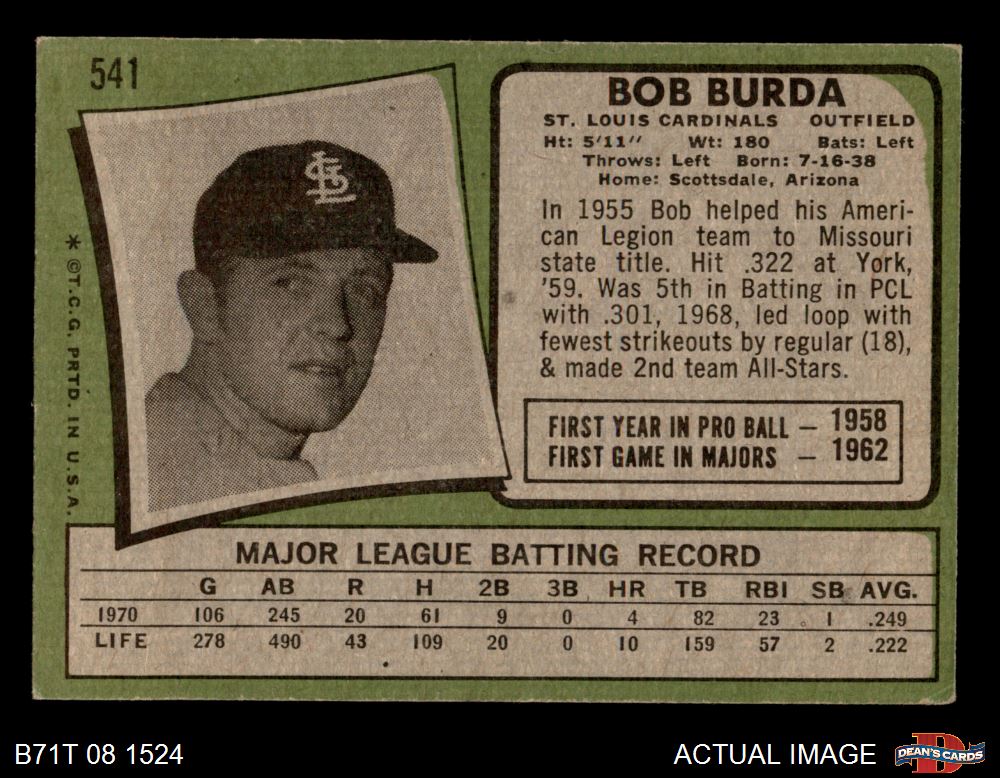 541
BOB BURDA
ST. LOUIS CARDINALS OUTFIELD
Ht: 5'11" Wt: 180 Bats: Left
Throws: Left Born: 7-16-38
Home: Scottsdale, Arizona
In 1955 Bob helped his Ameri-
can Legion team to Missouri
state title. Hit .322 at York,
'59. Was 5th in Batting in PCL
with .301, 1968, led loop with
fewest strikeouts by regular (18),
& made 2nd team All-Stars.
FIRST YEAR IN PRO BALL — 1958
FIRST GAME IN MAJORS — 1962
StL
* © T.C.G. PRTD. IN U.S.A.
MAJOR LEAGUE BATTING RECORD
G AB R H 2B 3B HR TB RBI SB AVG.
1970 106 245 20 61 9 0 4 82 23 1 .249
LIFE 278 490 43 109 20 0 10 159 57 2 .222
B71T 08 1524
ACTUAL IMAGE
D
DEAN'S CARDS